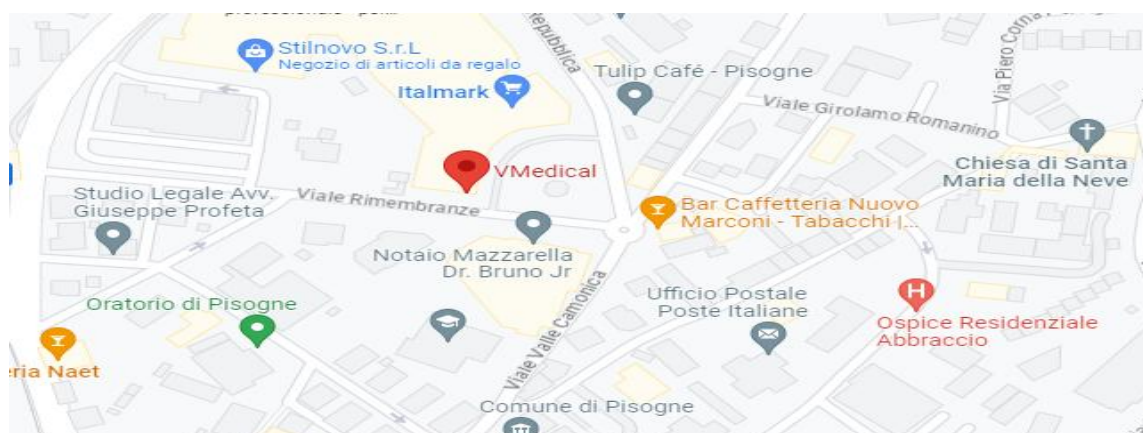 Stilnovo S.r.L
Negozio di articoli da regalo
Italmark
Repubblica
Tulip Café - Pisogne
Via Piero Corna
Viale Girolamo Romanino
Chiesa di Santa
Maria della Neve
VMedical
Studio Legale Avv.
Giuseppe Profeta
Viale Rimembranze
Bar Caffetteria Nuovo
Marconi - Tabacchi |...
Notaio Mazzarella
Dr. Bruno Jr
Viale Valle Camonica
Oratorio di Pisogne
Ufficio Postale
Poste Italiane
H
Ospice Residenziale
Abbraccio
eria Naet
Comune di Pisogne